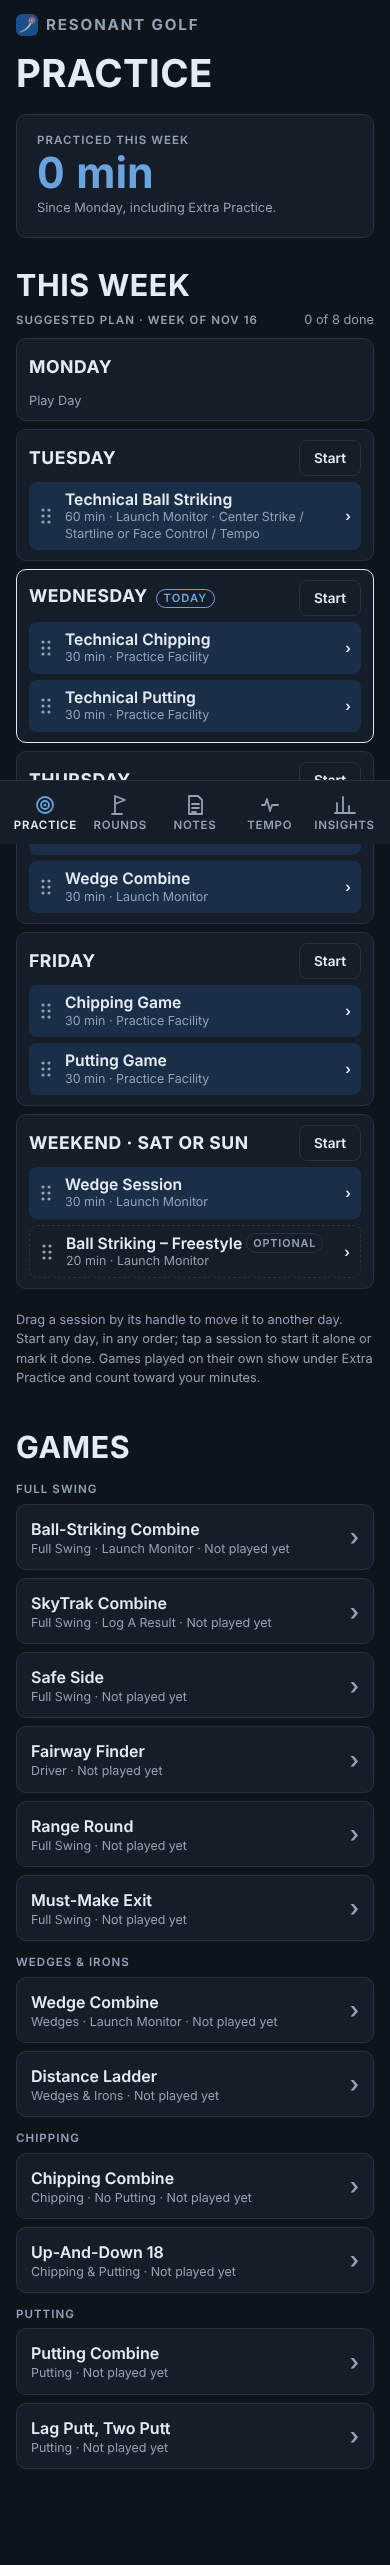 RESONANT GOLF
PRACTICE
PRACTICED THIS WEEK
0 min
Since Monday, including Extra Practice.
THIS WEEK
SUGGESTED PLAN · WEEK OF NOV 16
0 of 8 done
MONDAY
Play Day
TUESDAY
Start
Technical Ball Striking
60 min · Launch Monitor · Center Strike /
Startline or Face Control / Tempo
WEDNESDAY
TODAY
Start
Technical Chipping
30 min · Practice Facility
Technical Putting
30 min · Practice Facility
THURSDAY
Start
PRACTICE
ROUNDS
NOTES
TEMPO
INSIGHTS
Wedge Combine
30 min · Launch Monitor
FRIDAY
Start
Chipping Game
30 min · Practice Facility
Putting Game
30 min · Practice Facility
WEEKEND · SAT OR SUN
Start
Wedge Session
30 min · Launch Monitor
Ball Striking – Freestyle
OPTIONAL
20 min · Launch Monitor
Drag a session by its handle to move it to another day.
Start any day, in any order; tap a session to start it alone or
mark it done. Games played on their own show under Extra
Practice and count toward your minutes.
GAMES
FULL SWING
Ball-Striking Combine
Full Swing · Launch Monitor · Not played yet
SkyTrak Combine
Full Swing · Log A Result · Not played yet
Safe Side
Full Swing · Not played yet
Fairway Finder
Driver · Not played yet
Range Round
Full Swing · Not played yet
Must-Make Exit
Full Swing · Not played yet
WEDGES & IRONS
Wedge Combine
Wedges · Launch Monitor · Not played yet
Distance Ladder
Wedges & Irons · Not played yet
CHIPPING
Chipping Combine
Chipping · No Putting · Not played yet
Up-And-Down 18
Chipping & Putting · Not played yet
PUTTING
Putting Combine
Putting · Not played yet
Lag Putt, Two Putt
Putting · Not played yet